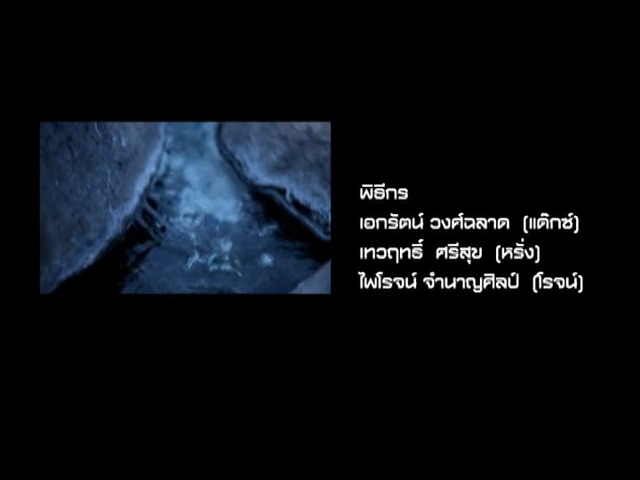 พิธีกร
เอกรัตน์ วงศ์ฉลาด (แด๊กซ์)
เทวฤทธิ์ ศรีสุข (หรั่ง)
ไพโรจน์ จำนาญศิลป์ (โรจน์)